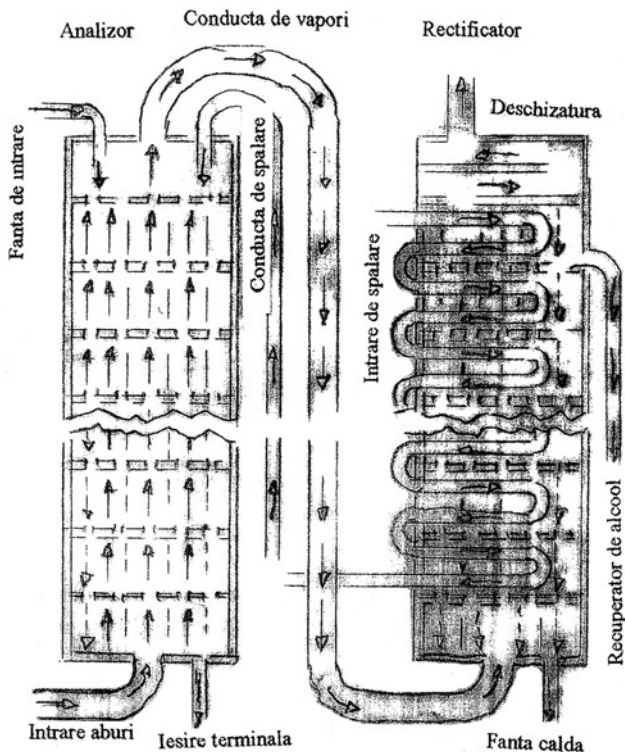 Analizor
Conducta de vapori
Rectificator
Deschizatura
Fanta de intrare
Conducta de spalare
Intrare de spalare
Recuperator de alcool
Intrare aburi
Iesire terminala
Fanta calda